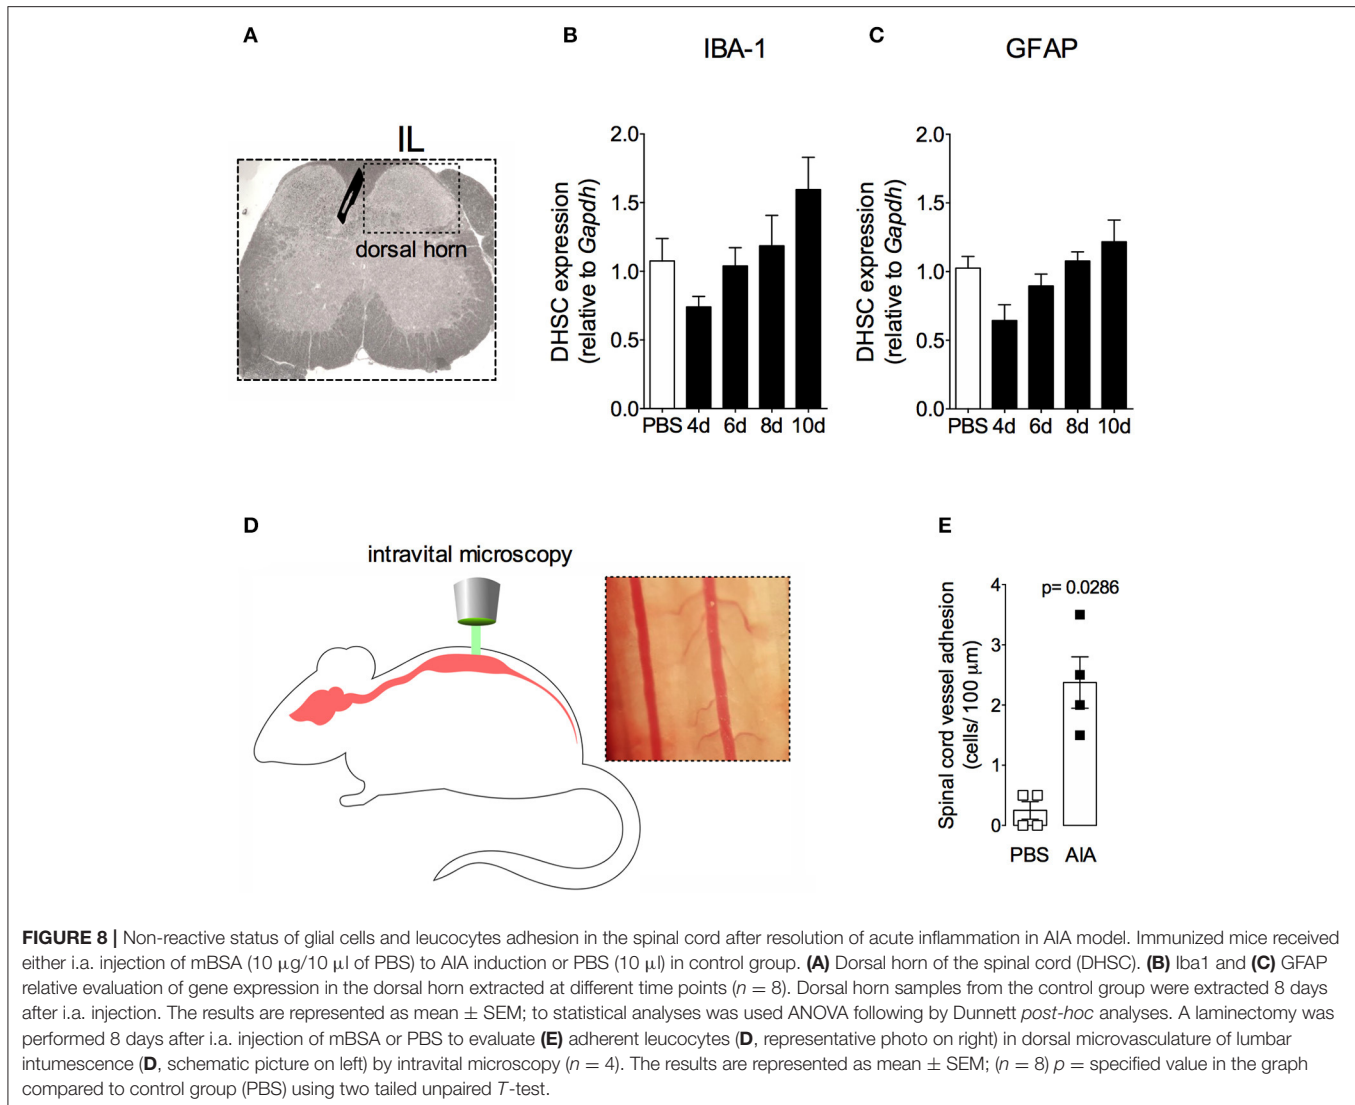 A
B
IBA-1
C
GFAP
IL
dorsal horn
DHSC expression
(relative to Gapdh)
2.0
1.5
1.0
0.5
0.0
PBS 4d 6d 8d 10d
DHSC expression
(relative to Gapdh)
2.0
1.5
1.0
0.5
0.0
PBS 4d 6d 8d 10d
D
intravital microscopy
E
Spinal cord vessel adhesion
(cells/ 100 μm)
4
3
2
1
0
p= 0.0286
PBS AIA
FIGURE 8 | Non-reactive status of glial cells and leucocytes adhesion in the spinal cord after resolution of acute inflammation in AIA model. Immunized mice received
either i.a. injection of mBSA (10 μg/10 μl of PBS) to AIA induction or PBS (10 μl) in control group. (A) Dorsal horn of the spinal cord (DHSC). (B) Iba1 and (C) GFAP
relative evaluation of gene expression in the dorsal horn extracted at different time points (n = 8). Dorsal horn samples from the control group were extracted 8 days
after i.a. injection. The results are represented as mean ± SEM; to statistical analyses was used ANOVA following by Dunnett post-hoc analyses. A laminectomy was
performed 8 days after i.a. injection of mBSA or PBS to evaluate (E) adherent leucocytes (D, representative photo on right) in dorsal microvasculature of lumbar
intumescence (D, schematic picture on left) by intravital microscopy (n = 4). The results are represented as mean ± SEM; (n = 8) p = specified value in the graph
compared to control group (PBS) using two tailed unpaired T-test.